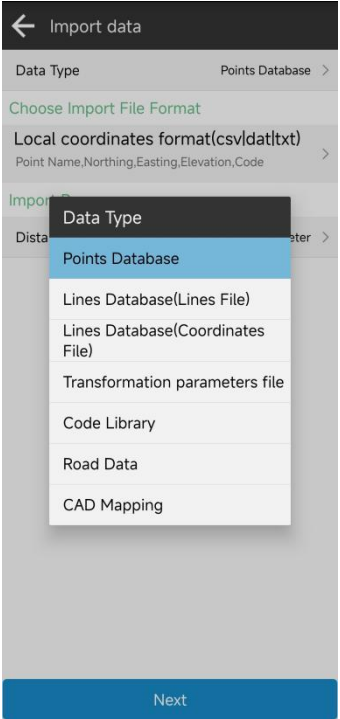 Import data
Data Type Points Database
Choose Import File Format
Local coordinates format(csv|dat|txt)
Point Name,Northing,Easting,Elevation,Code
Data Type
Points Database
Lines Database(Lines File)
Lines Database(Coordinates
File)
Transformation parameters file
Code Library
Road Data
CAD Mapping
Next